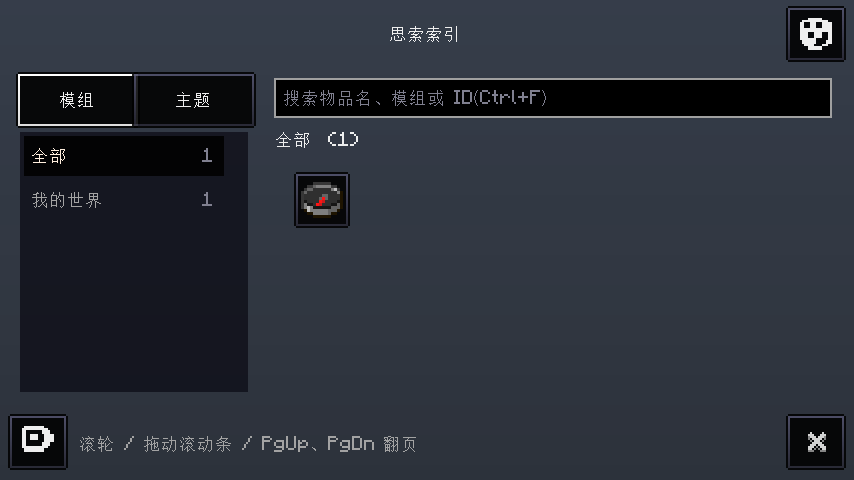 思索索引
模组
主题
搜索物品名、模组或 ID(Ctrl+F)
全部 1
我的世界 1
全部 (1)
滚轮 / 拖动滚动条 / PgUp、PgDn 翻页